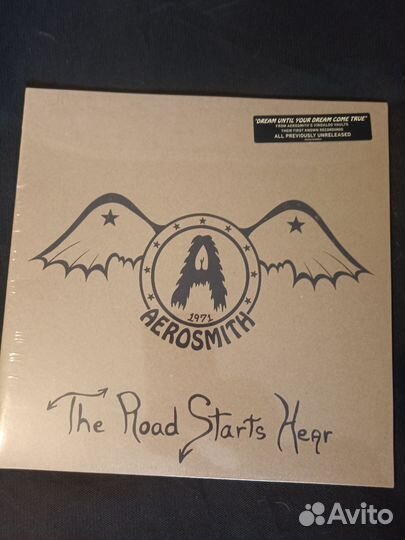 "DREAM UNTIL YOUR DREAM COME TRUE"
FROM AEROSMITH'S VINDALOO VAULTS
THEIR FIRST KNOWN RECORDINGS
ALL PREVIOUSLY UNRELEASED
A
1971
AEROSMITH
The Road Starts Hear
Avito